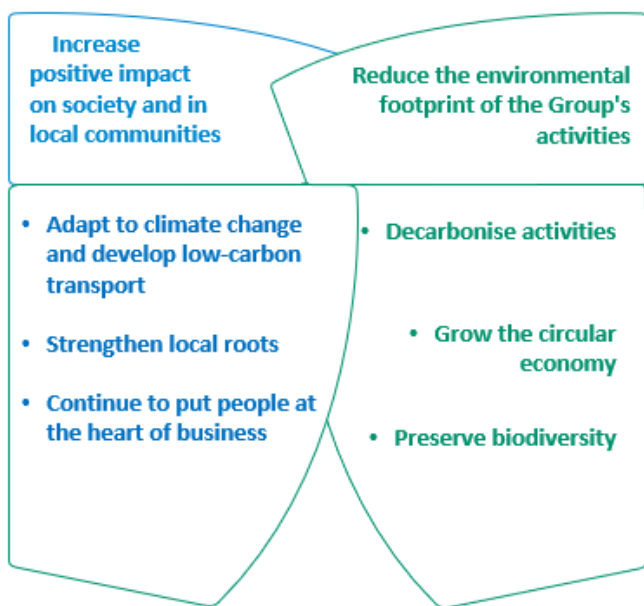 Increase
positive impact
on society and in
local communities
Reduce the environmental
footprint of the Group's
activities
• Adapt to climate change
and develop low-carbon
transport
• Strengthen local roots
• Continue to put people at
the heart of business
• Decarbonise activities
• Grow the circular
economy
• Preserve biodiversity